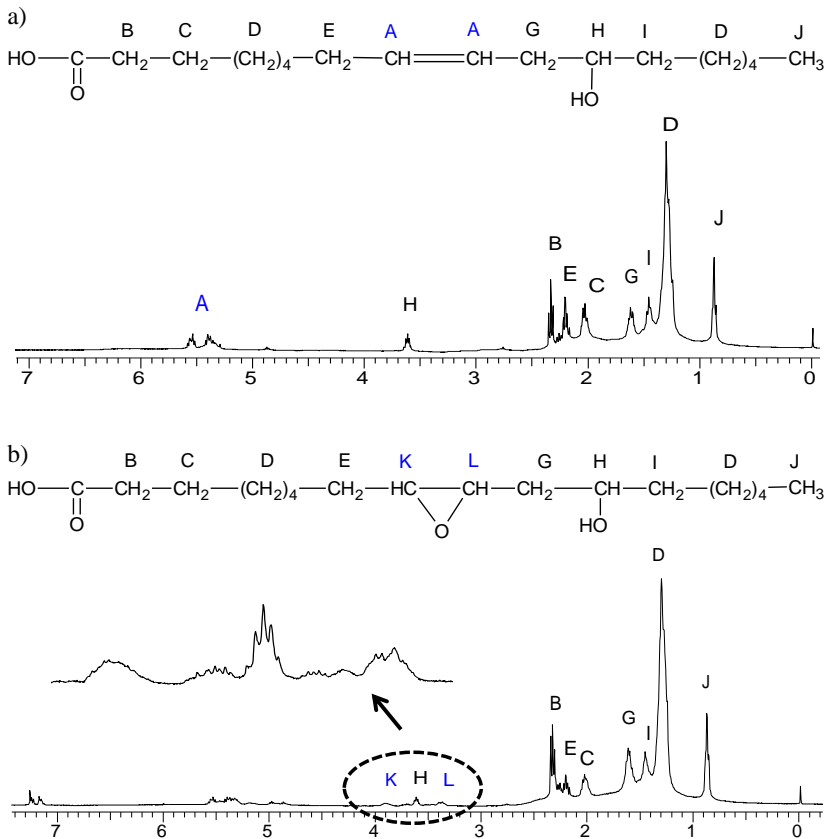 a)
B C D E A A G H I D J
HO—C—CH2—CH2—(CH2)4—CH2—CH=CH—CH2—CH—CH2—(CH2)4—CH3
O HO
D
J
B
I
E
C
G
A
H
7 6 5 4 3 2 1 0
b)
B C D E K L G H I D J
HO—C—CH2—CH2—(CH2)4—CH2—HC—CH—CH2—CH—CH2—(CH2)4—CH3
O O HO
D
J
B
G
I
E
C
K H L
7 6 5 4 3 2 1 0